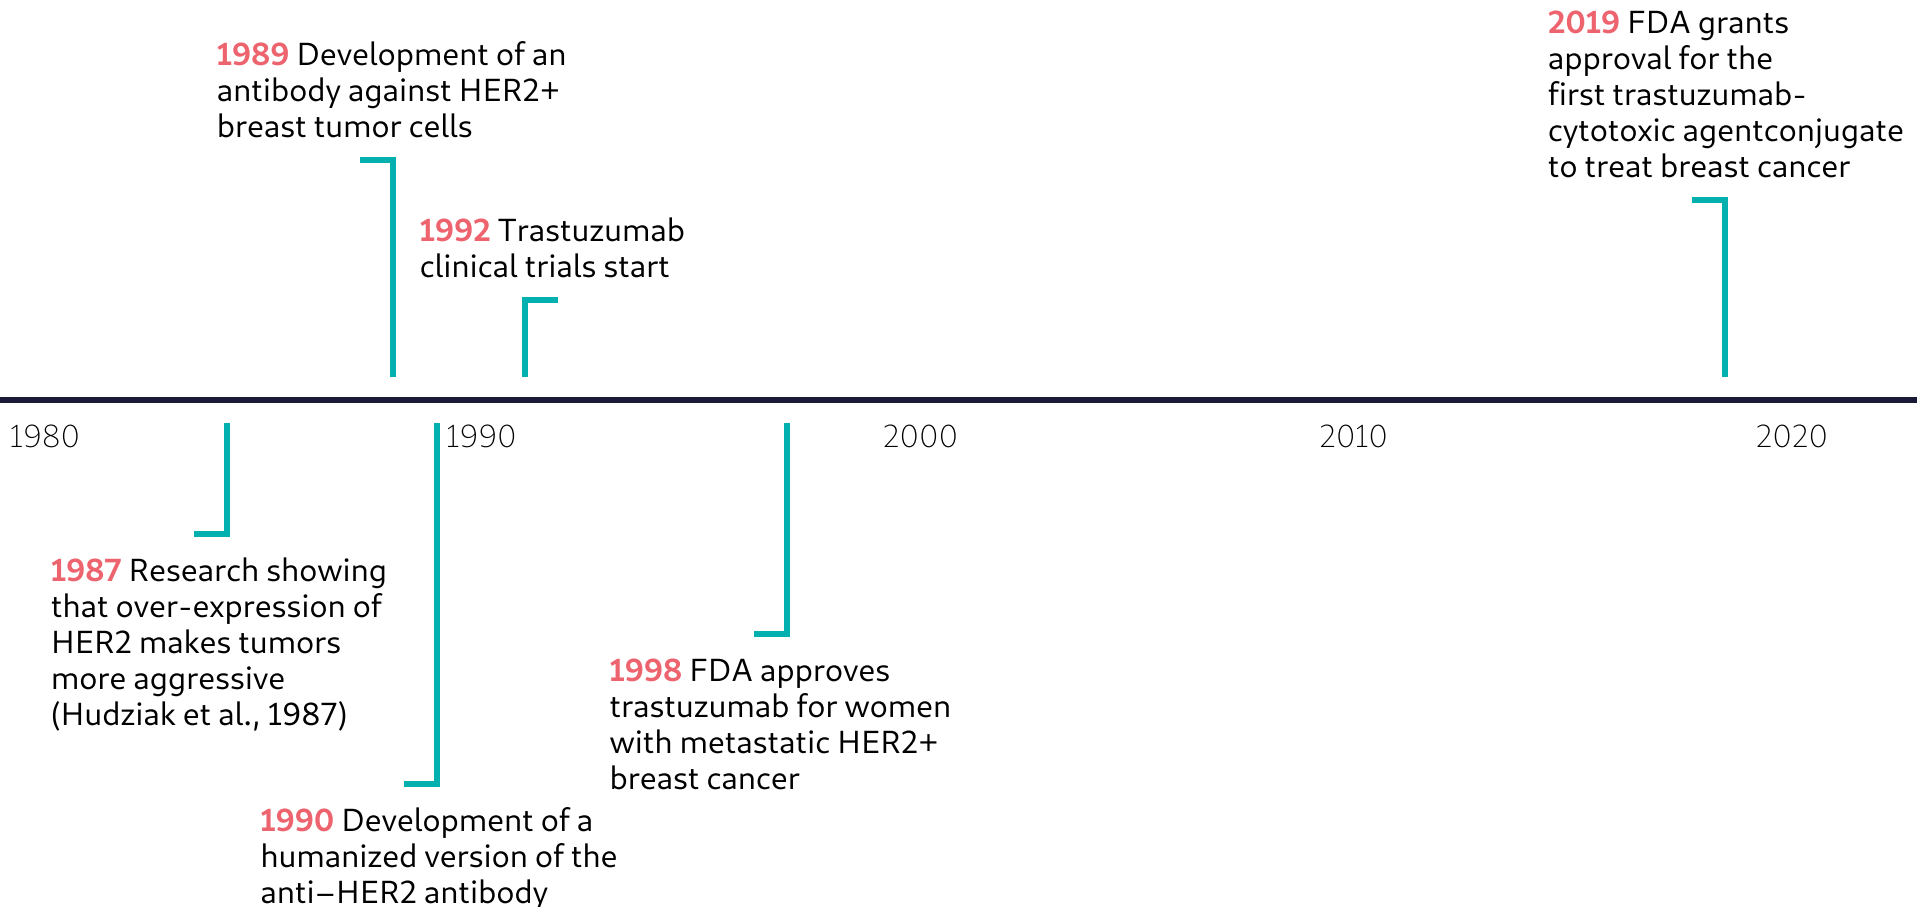 2019 FDA grants
approval for the
first trastuzumab-
cytotoxic agentconjugate
to treat breast cancer
1989 Development of an
antibody against HER2+
breast tumor cells
1992 Trastuzumab
clinical trials start
1980
1990
2000
2010
2020
1987 Research showing
that over-expression of
HER2 makes tumors
more aggressive
(Hudziak et al., 1987)
1998 FDA approves
trastuzumab for women
with metastatic HER2+
breast cancer
1990 Development of a
humanized version of the
anti–HER2 antibody